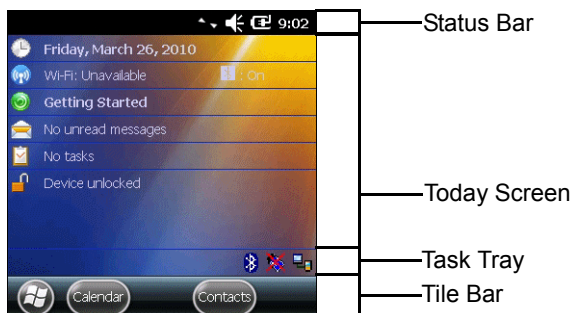 9:02
Status Bar
Friday, March 26, 2010
Wi-Fi: Unavailable : On
Getting Started
No unread messages
No tasks
Device unlocked
Today Screen
Task Tray
Calendar Contacts
Tile Bar